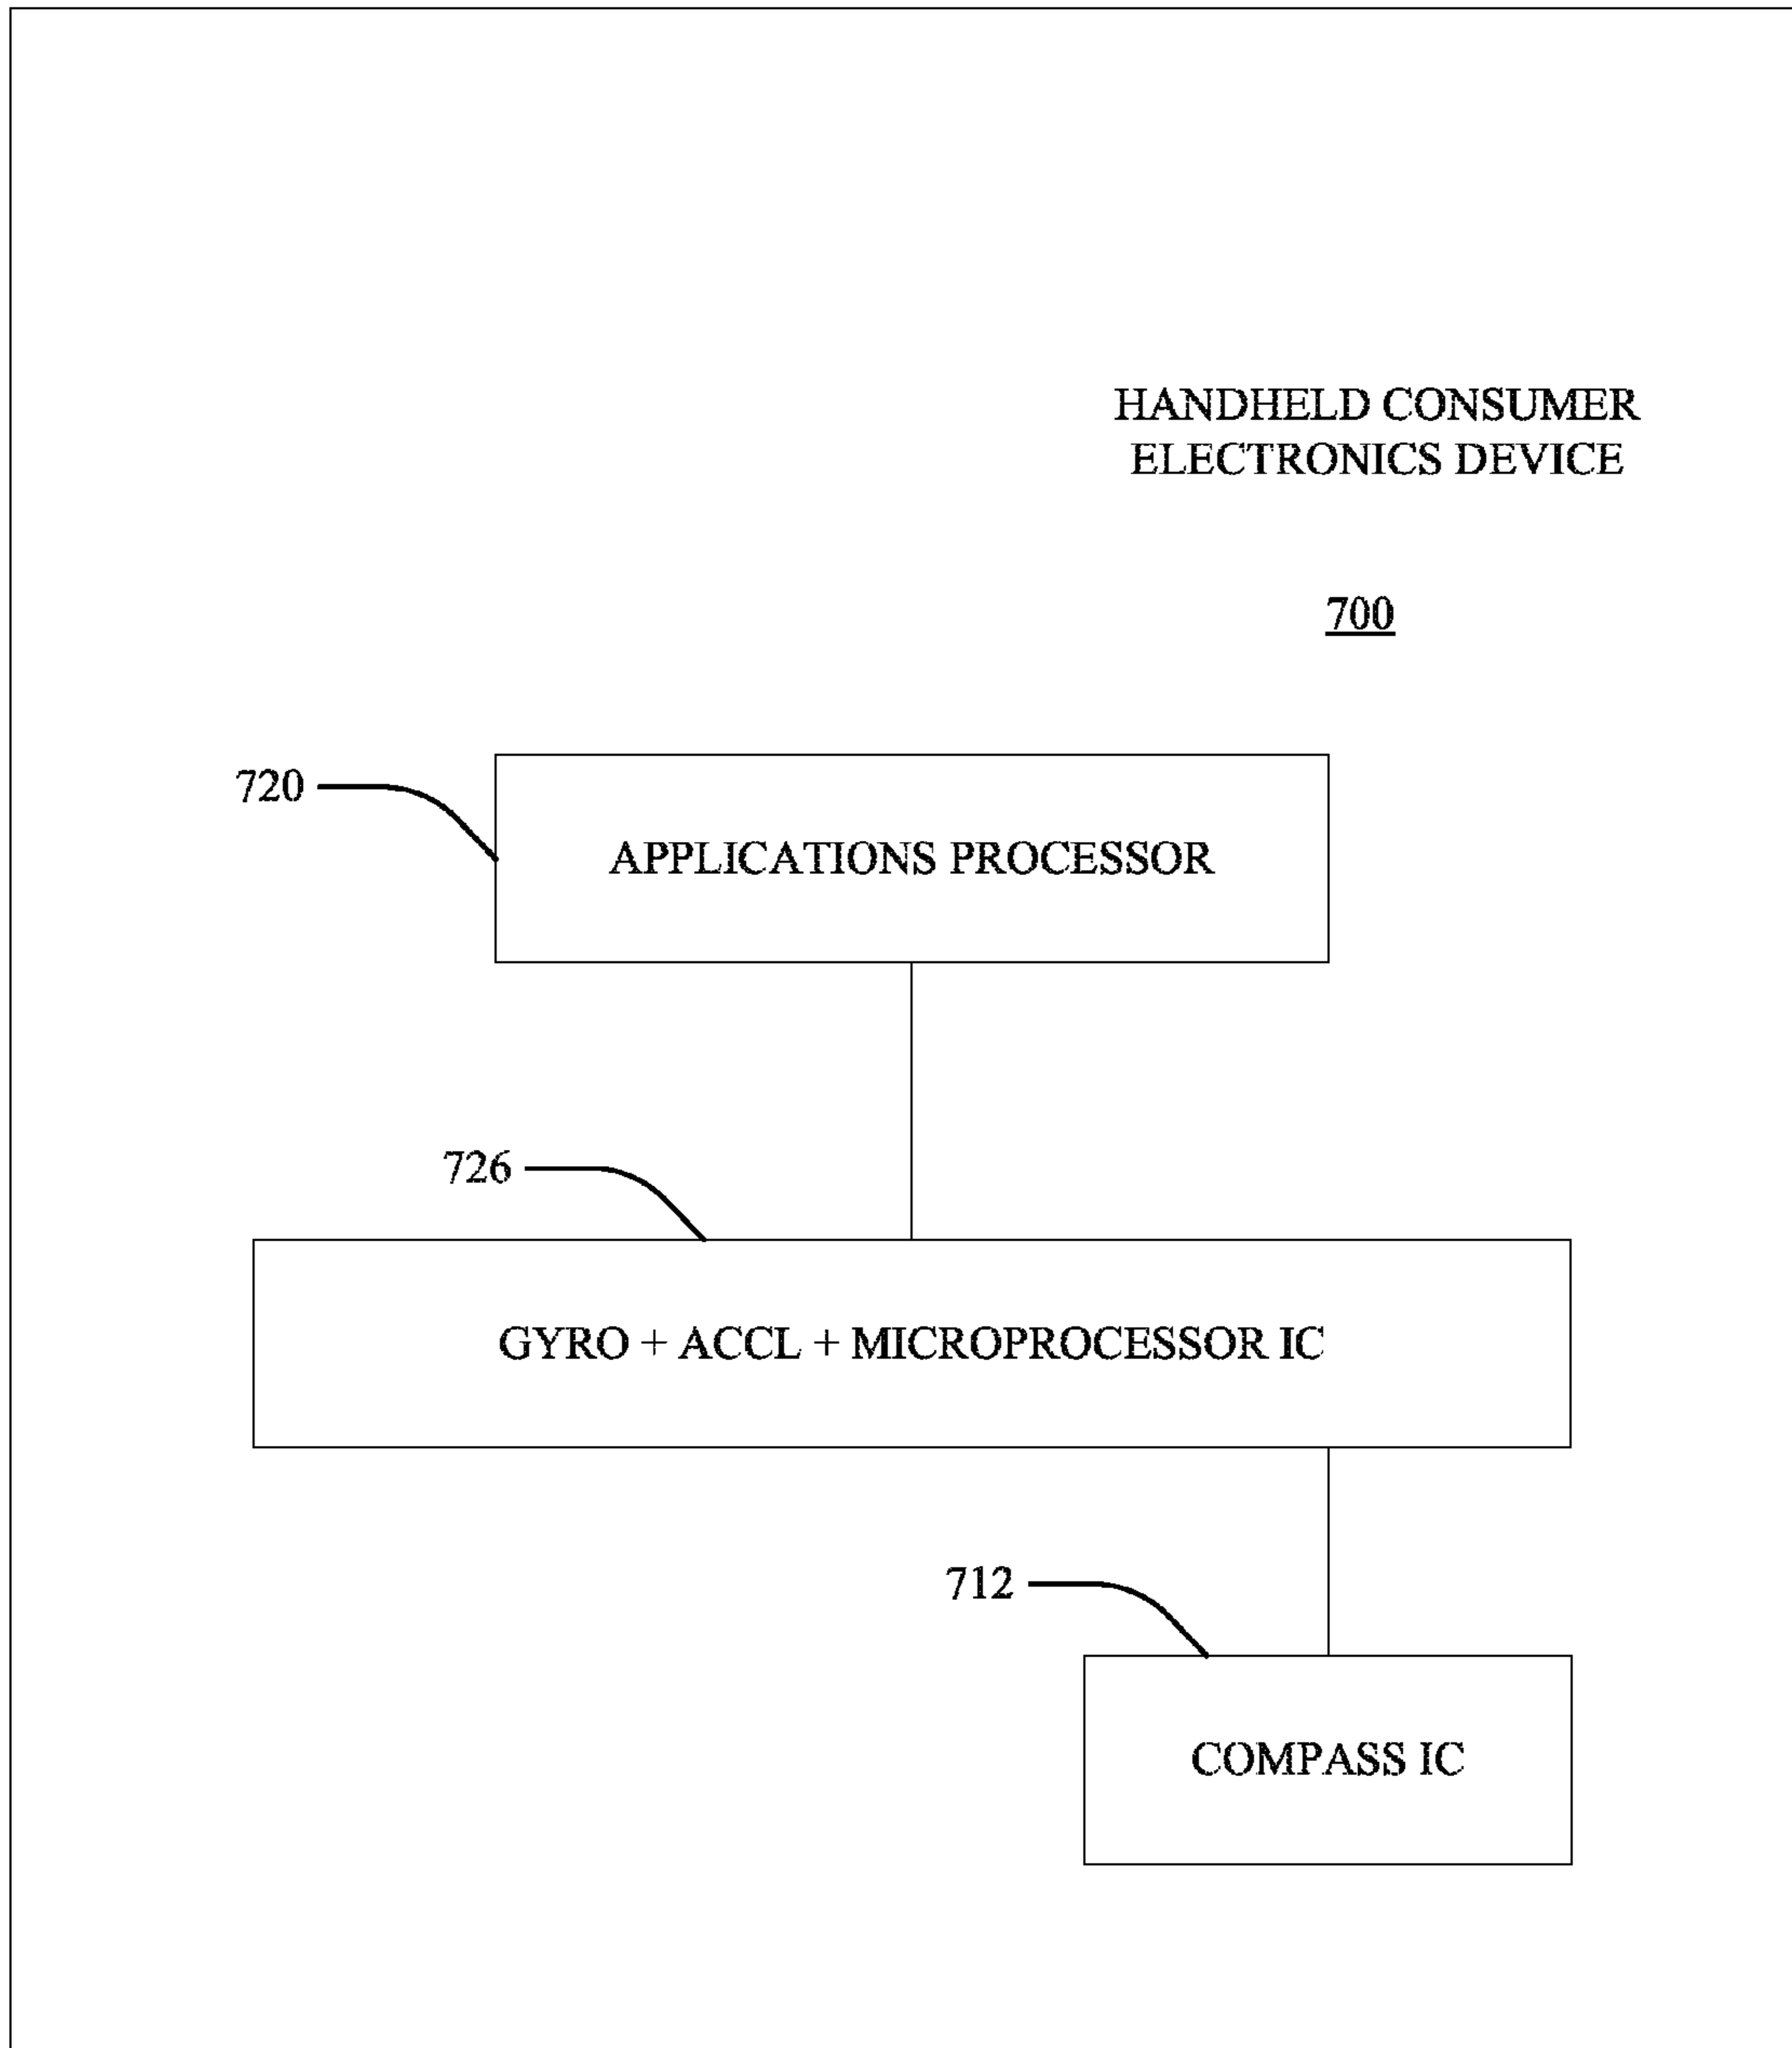 HANDHELD CONSUMER
ELECTRONICS DEVICE
700
720
APPLICATIONS PROCESSOR
726
GYRO + ACCL + MICROPROCESSOR IC
712
COMPASS IC